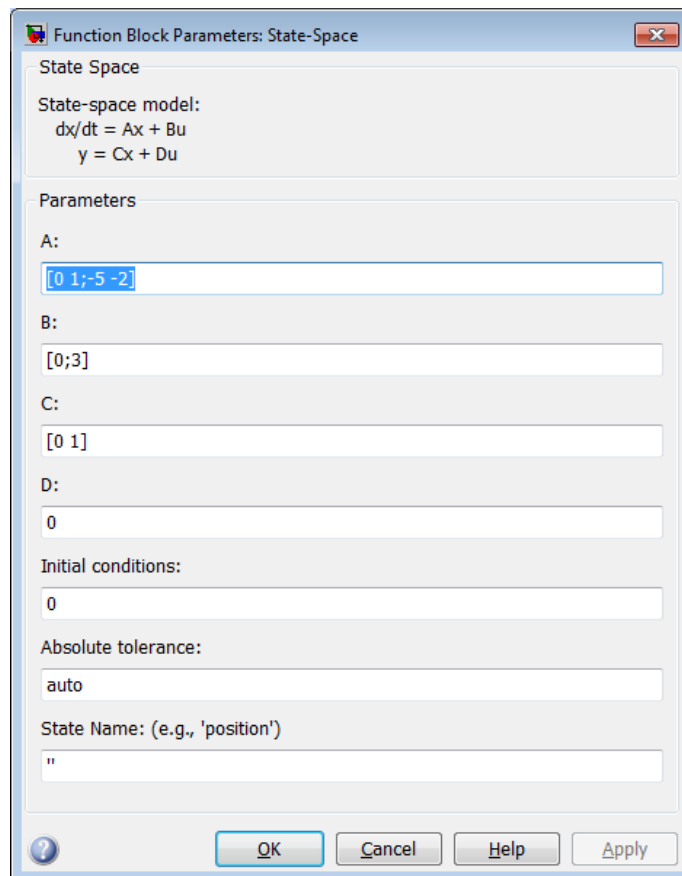 Function Block Parameters: State-Space
State Space
State-space model:
dx/dt = Ax + Bu
y = Cx + Du
Parameters
A:
[0 1;-5 -2]
B:
[0;3]
C:
[0 1]
D:
0
Initial conditions:
0
Absolute tolerance:
auto
State Name: (e.g., 'position')
''
OK Cancel Help Apply